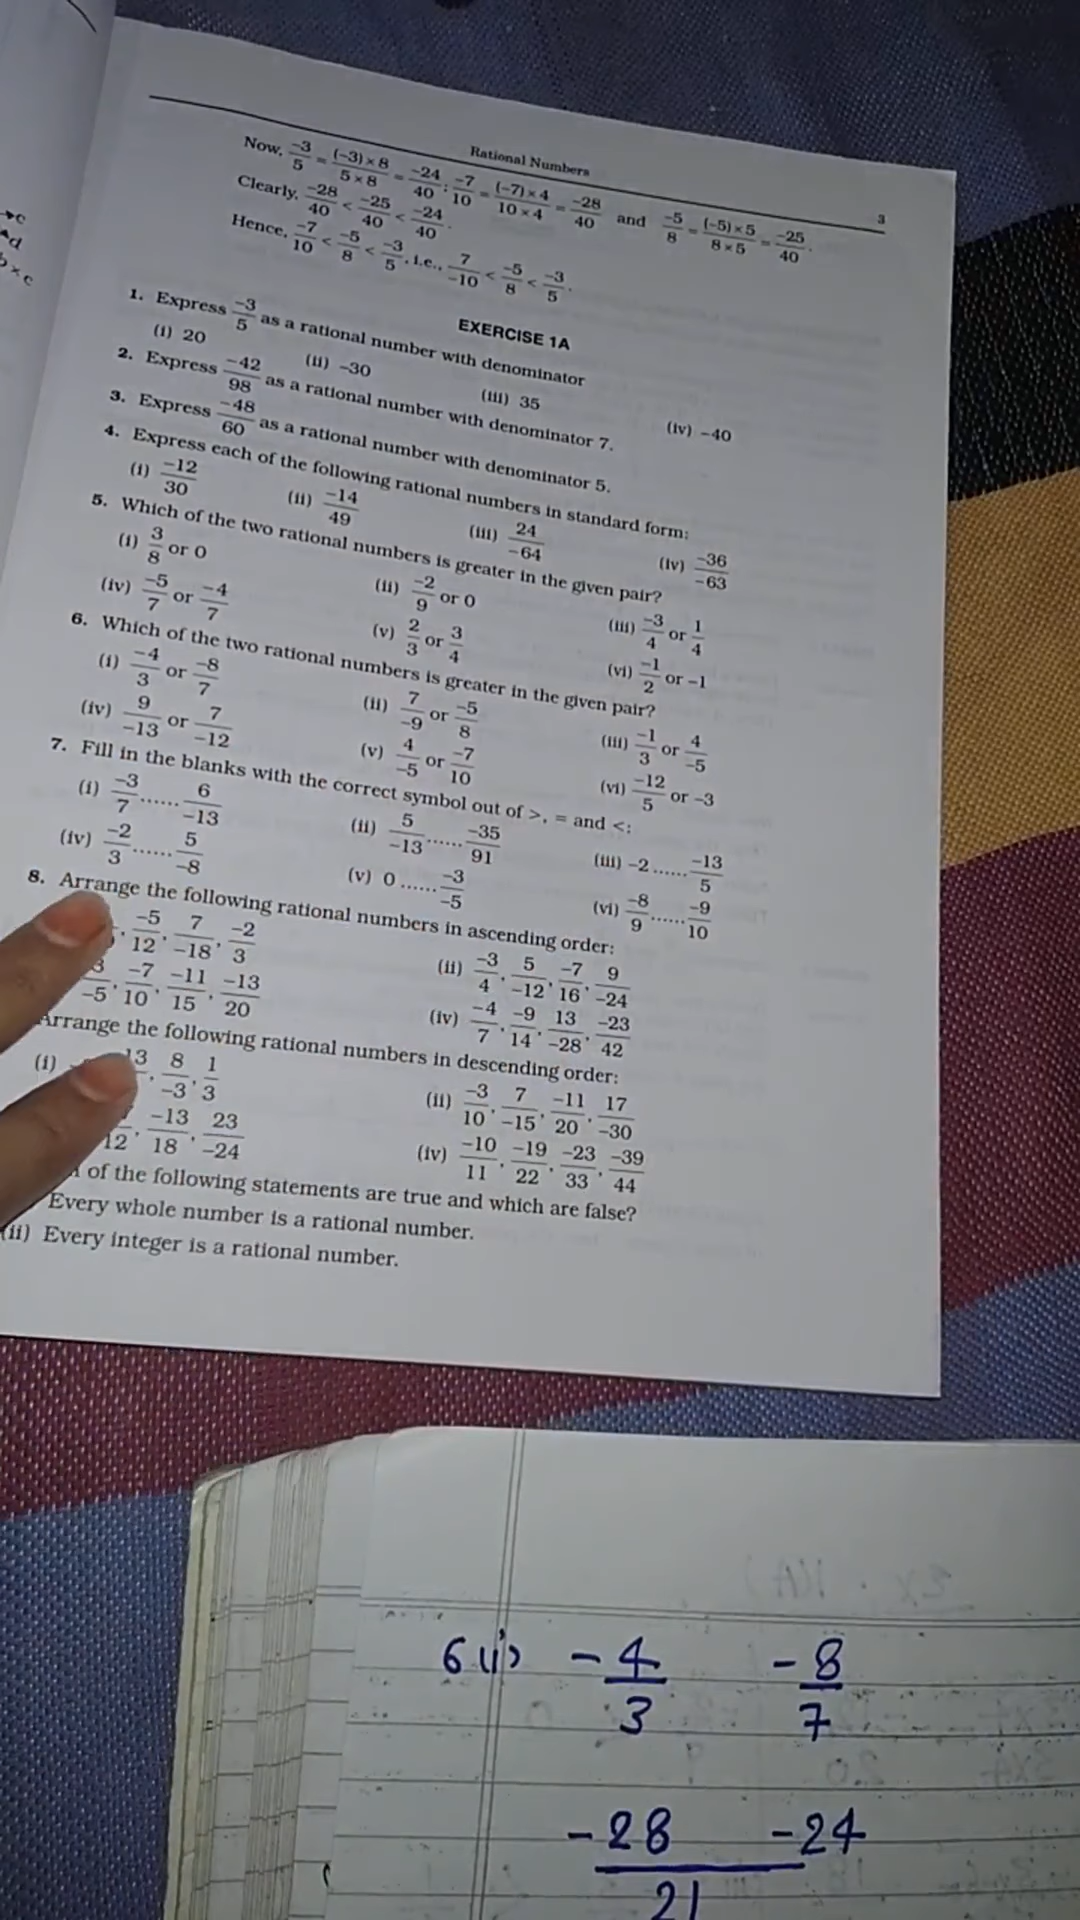 Rational Numbers
3
Now, -3/5 = (-3) × 8/5 × 8 = -24/40 ; -7/10 = (-7) × 4/10 × 4 = -28/40 and -5/8 = (-5) × 5/8 × 5 = -25/40 .
Clearly, -28/40 < -25/40 < -24/40 .
Hence, -7/10 < -5/8 < -3/5 , i.e., 7/-10 < -5/8 < -3/5 .
EXERCISE 1A
1. Express -3/5 as a rational number with denominator
(i) 20 (ii) -30 (iii) 35 (iv) -40
2. Express -42/98 as a rational number with denominator 7.
3. Express -48/60 as a rational number with denominator 5.
4. Express each of the following rational numbers in standard form:
(i) -12/30 (ii) -14/49 (iii) 24/-64 (iv) -36/-63
5. Which of the two rational numbers is greater in the given pair?
(i) 3/8 or 0 (ii) -2/9 or 0 (iii) -3/4 or 1/4
(iv) -5/7 or -4/7 (v) 2/3 or 3/4 (vi) -1/2 or -1
6. Which of the two rational numbers is greater in the given pair?
(i) -4/3 or -8/7 (ii) 7/-9 or -5/8 (iii) -1/3 or 4/-5
(iv) 9/-13 or 7/-12 (v) 4/-5 or -7/10 (vi) -12/5 or -3
7. Fill in the blanks with the correct symbol out of >, = and <:
(i) -3/7 ...... 6/-13 (ii) 5/-13 ...... -35/91 (iii) -2 ...... -13/5
(iv) -2/3 ...... 5/-8 (v) 0 ...... -3/-5 (vi) -8/9 ...... -9/10
8. Arrange the following rational numbers in ascending order:
, -5/12 , 7/-18 , -2/3 (ii) -3/4 , 5/-12 , -7/16 , 9/-24
3/-5 , -7/10 , -11/15 , -13/20 (iv) -4/7 , -9/14 , 13/-28 , -23/42
Arrange the following rational numbers in descending order:
(i) 8/-3 , 1/3 (ii) -3/10 , 7/-15 , -11/20 , 17/-30
-13/18 , 23/-24 (iv) -10/11 , -19/22 , -23/33 , -39/44
of the following statements are true and which are false?
Every whole number is a rational number.
(ii) Every integer is a rational number.
6 (i) -4/3 -8/7
-28 -24
21